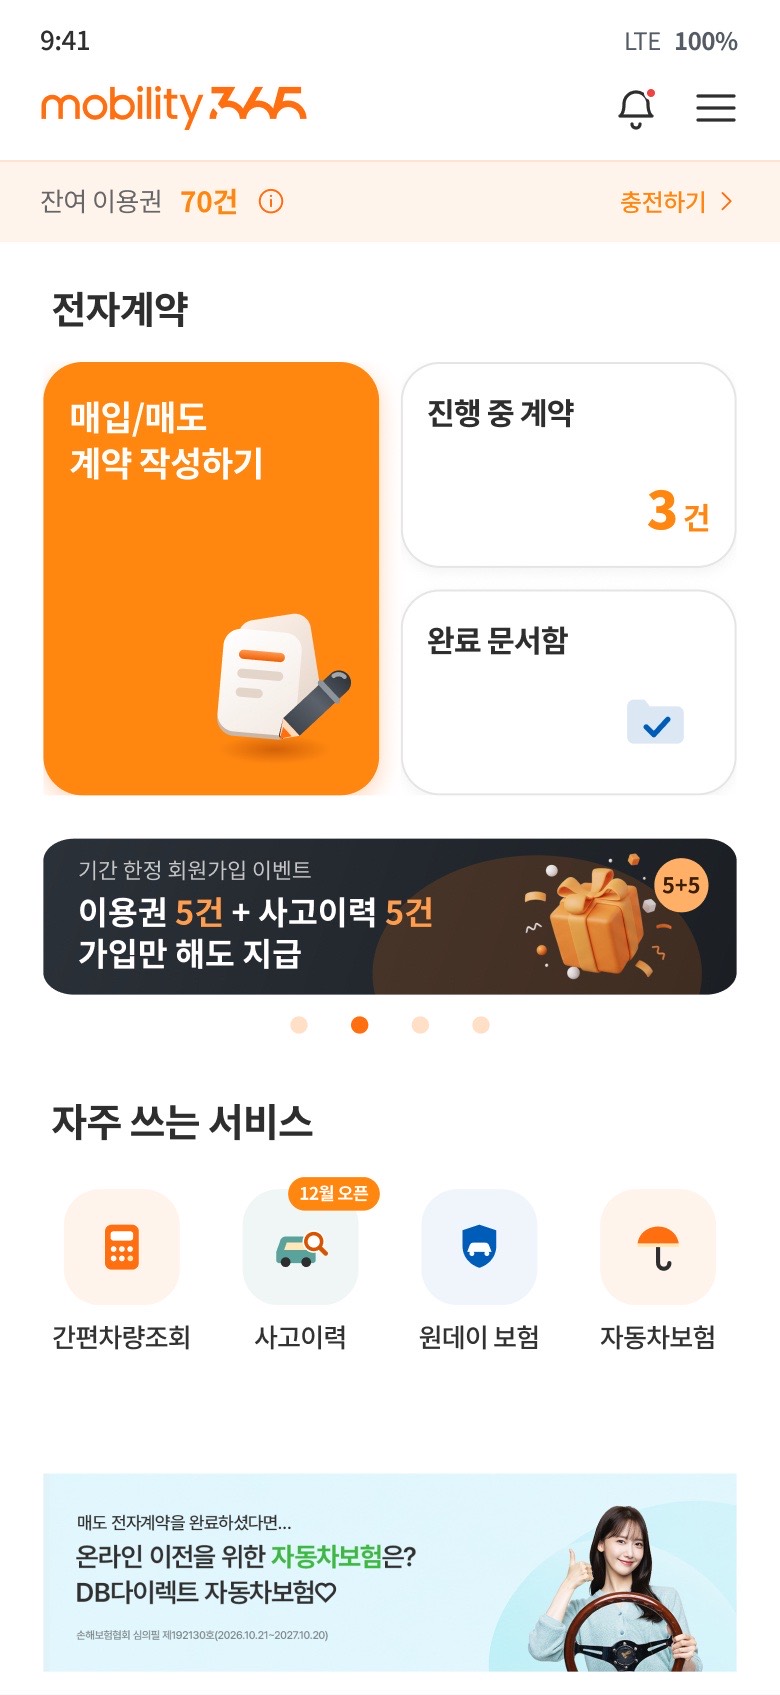 9:41
LTE 100%
mobility 365
잔여 이용권 70건
충전하기
전자계약
매입/매도
계약 작성하기
진행 중 계약
3 건
완료 문서함
기간 한정 회원가입 이벤트
이용권 5건 + 사고이력 5건
가입만 해도 지급
5+5
자주 쓰는 서비스
12월 오픈
간편차량조회
사고이력
원데이 보험
자동차보험
매도 전자계약을 완료하셨다면...
온라인 이전을 위한 자동차보험은?
DB다이렉트 자동차보험♡
손해보험협회 심의필 제192130호(2026.10.21~2027.10.20)